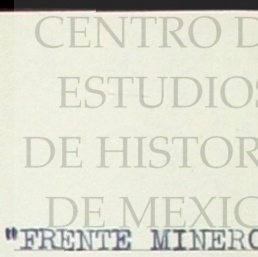 CENTRO D
ESTUDIOS
DE HISTOR
DE MEXIC
"FRENTE MINERO